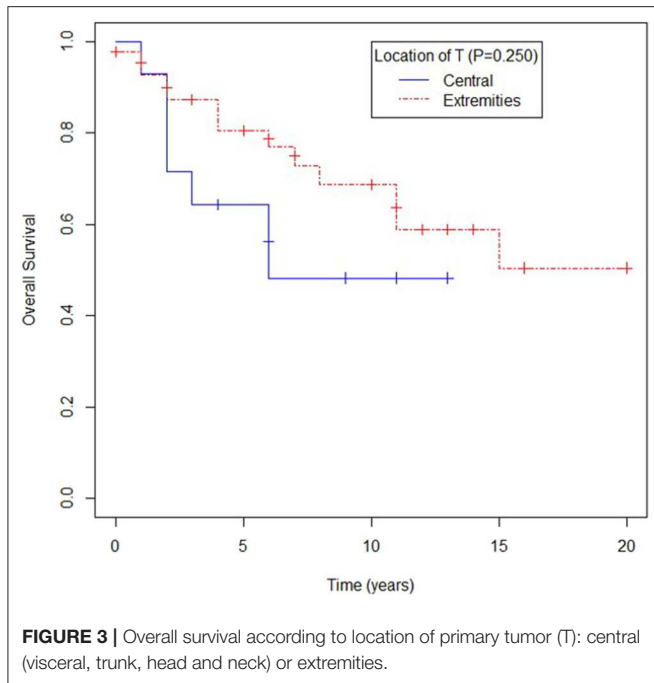 Location of T (P=0.250)
Central
Extremities
Overall Survival
1.0
0.8
0.6
0.4
0.2
0.0
0 5 10 15 20
Time (years)
FIGURE 3 | Overall survival according to location of primary tumor (T): central
(visceral, trunk, head and neck) or extremities.